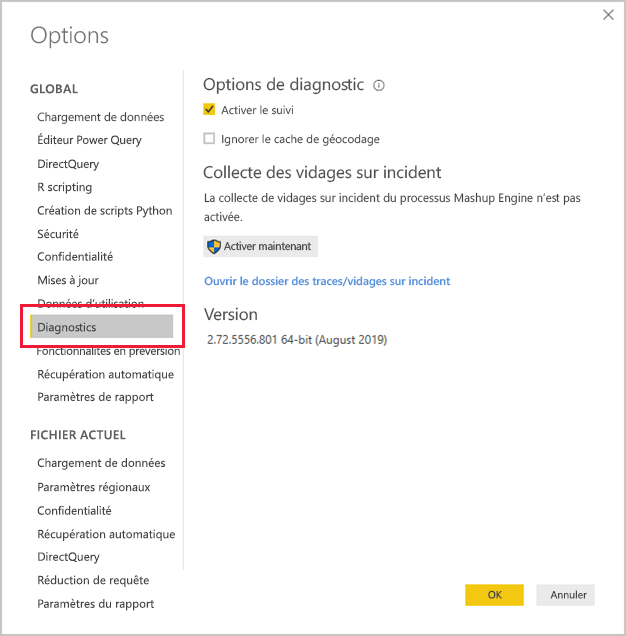 Options
GLOBAL
Chargement de données
Éditeur Power Query
DirectQuery
R scripting
Création de scripts Python
Sécurité
Confidentialité
Mises à jour
Données d'utilisation
Diagnostics
Fonctionnalités en préversion
Récupération automatique
Paramètres de rapport
FICHIER ACTUEL
Chargement de données
Paramètres régionaux
Confidentialité
Récupération automatique
DirectQuery
Réduction de requête
Paramètres du rapport
Options de diagnostic
Activer le suivi
Ignorer le cache de géocodage
Collecte des vidages sur incident
La collecte de vidages sur incident du processus Mashup Engine n'est pas
activée.
Activer maintenant
Ouvrir le dossier des traces/vidages sur incident
Version
2.72.5556.801 64-bit (August 2019)
OK
Annuler